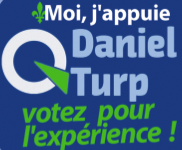 Moi, j'appuie
Daniel
Turp
votez pour
l'expérience !